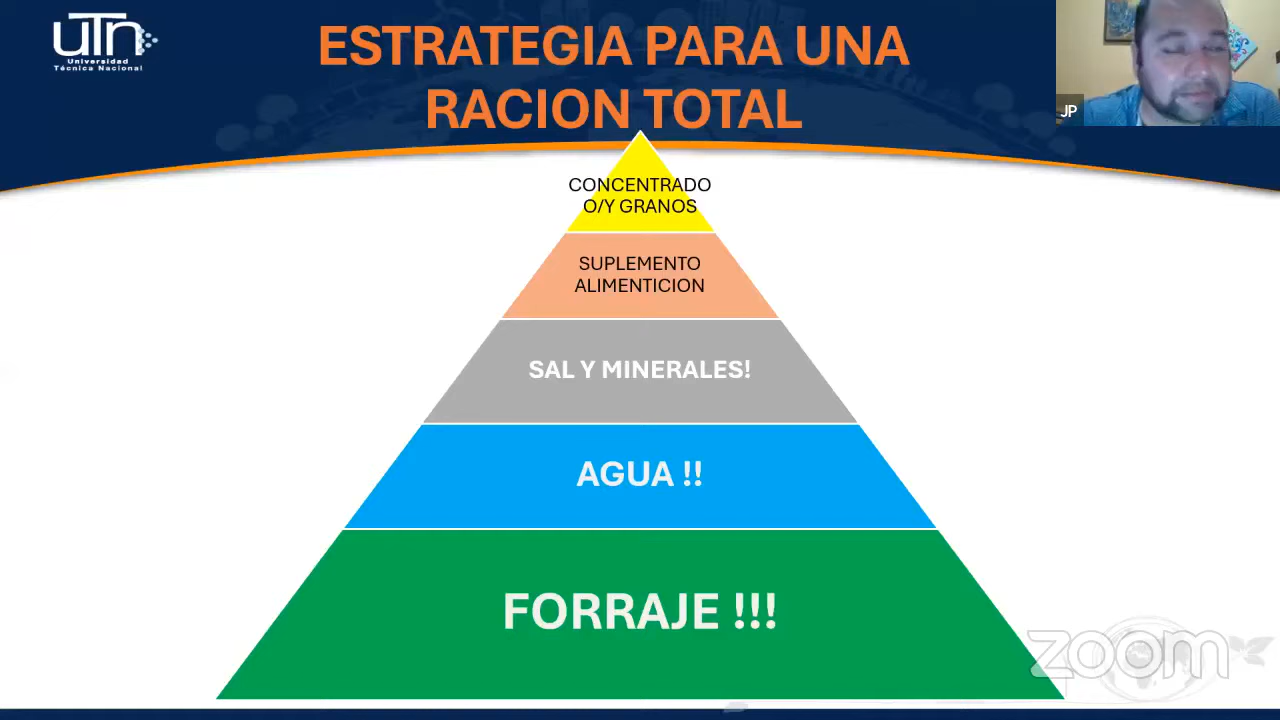 uTn
Universidad
Técnica Nacional
ESTRATEGIA PARA UNA
RACION TOTAL
JP
CONCENTRADO
O/Y GRANOS
SUPLEMENTO
ALIMENTICION
SAL Y MINERALES!
AGUA !!
FORRAJE !!!
zoom